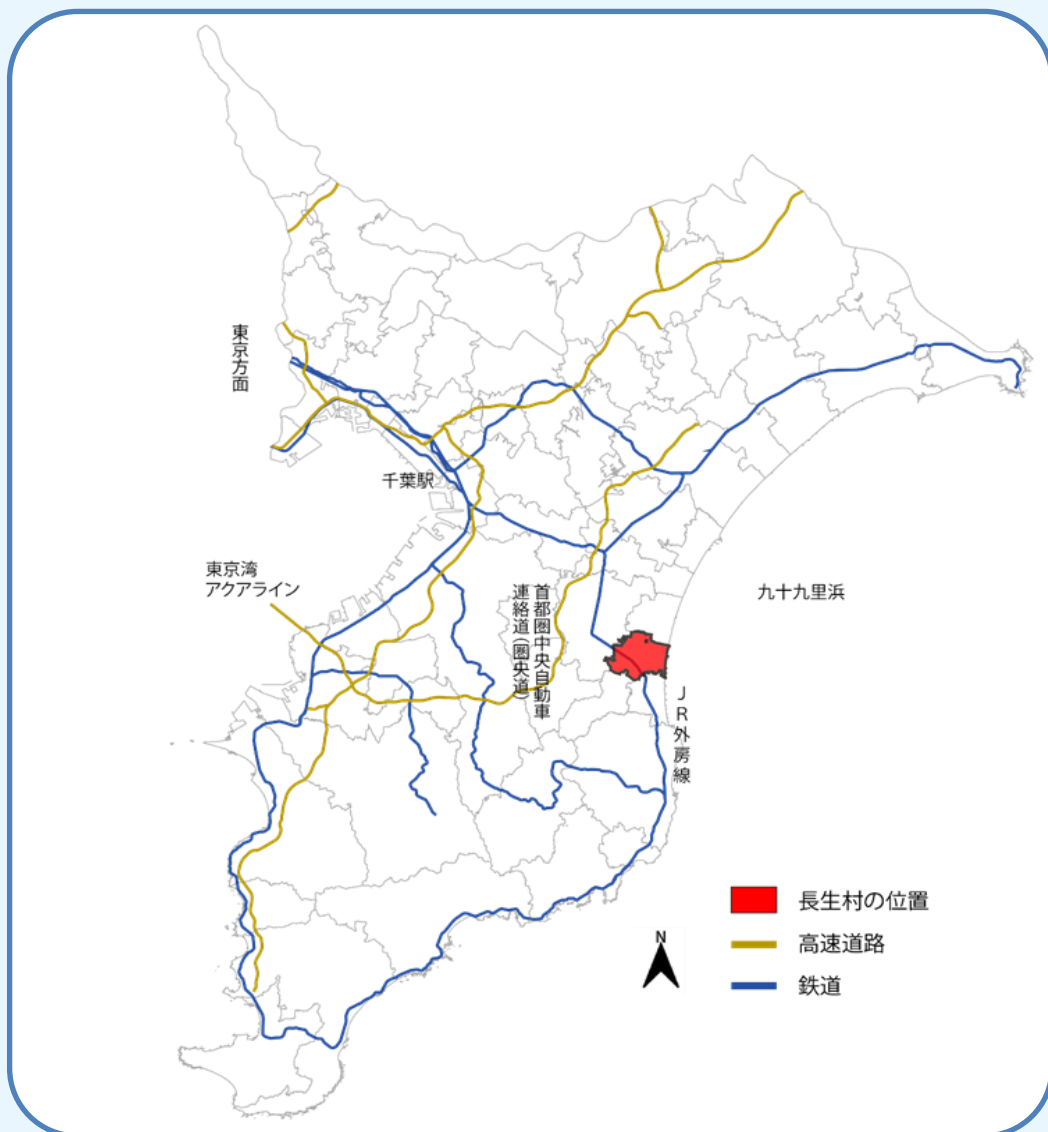 東京方面
千葉駅
東京湾
アクアライン
首都圏中央自動車
連絡道（圏央道）
九十九里浜
ＪＲ外房線
長生村の位置
N
高速道路
鉄道